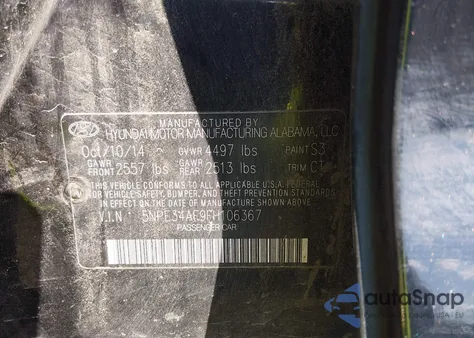 MANUFACTURED BY
HYUNDAI MOTOR MANUFACTURING ALABAMA, LLC
Oct/10/14 GVWR 4497 lbs PAINT S3
GAWR FRONT 2557 lbs GAWR REAR 2513 lbs TRIM CT
THIS VEHICLE CONFORMS TO ALL APPLICABLE
U.S. FEDERAL MOTOR VEHICLE SAFETY,
BUMPER, AND THEFT PREVENTION STANDARDS
IN EFFECT ON THE DATE OF
MANUFACTURE SHOWN ABOVE.
V.I.N 5NPE34AF9FH106367
PASSENGER CAR
autoSnap